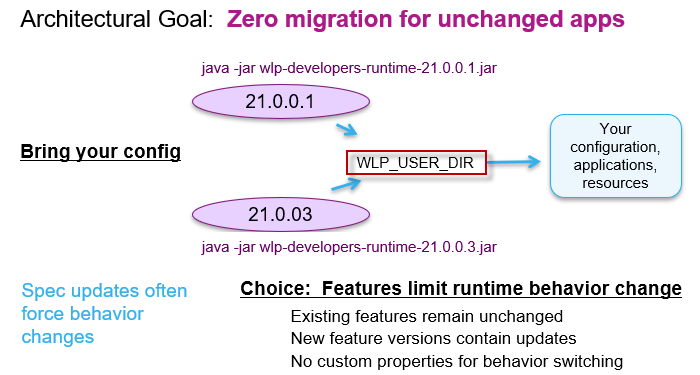 Architectural Goal: Zero migration for unchanged apps
java -jar wlp-developers-runtime-21.0.0.1.jar
21.0.0.1
Bring your config
WLP_USER_DIR
Your
configuration,
applications,
resources
21.0.03
java -jar wlp-developers-runtime-21.0.0.3.jar
Spec updates often
force behavior
changes
Choice: Features limit runtime behavior change
Existing features remain unchanged
New feature versions contain updates
No custom properties for behavior switching